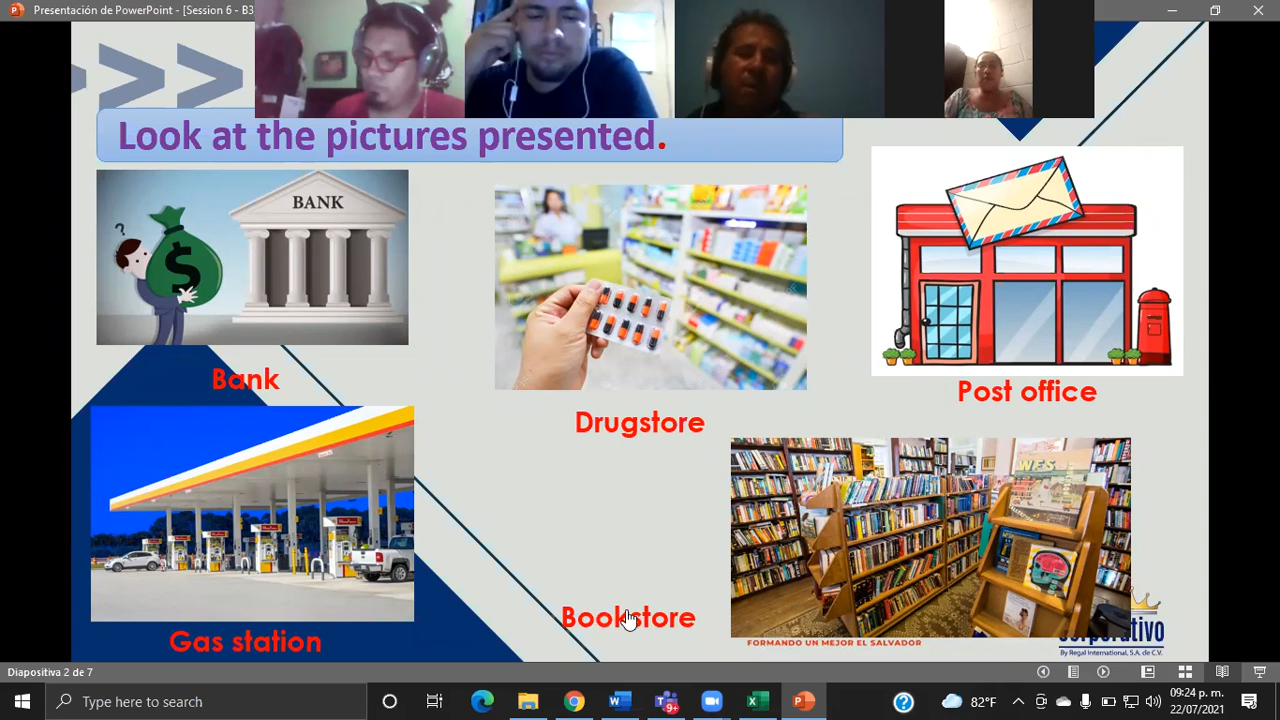 Presentación de PowerPoint - [Session 6 - B3
Look at the pictures presented.
BANK
?
$
Bank
Drugstore
Post office
Gas station
Bookstore
WES
corporativo
By Regal International, S.A. de C.V.
FORMANDO UN MEJOR EL SALVADOR
Diapositiva 2 de 7
Type here to search
9+
82°F
09:24 p. m.
22/07/2021